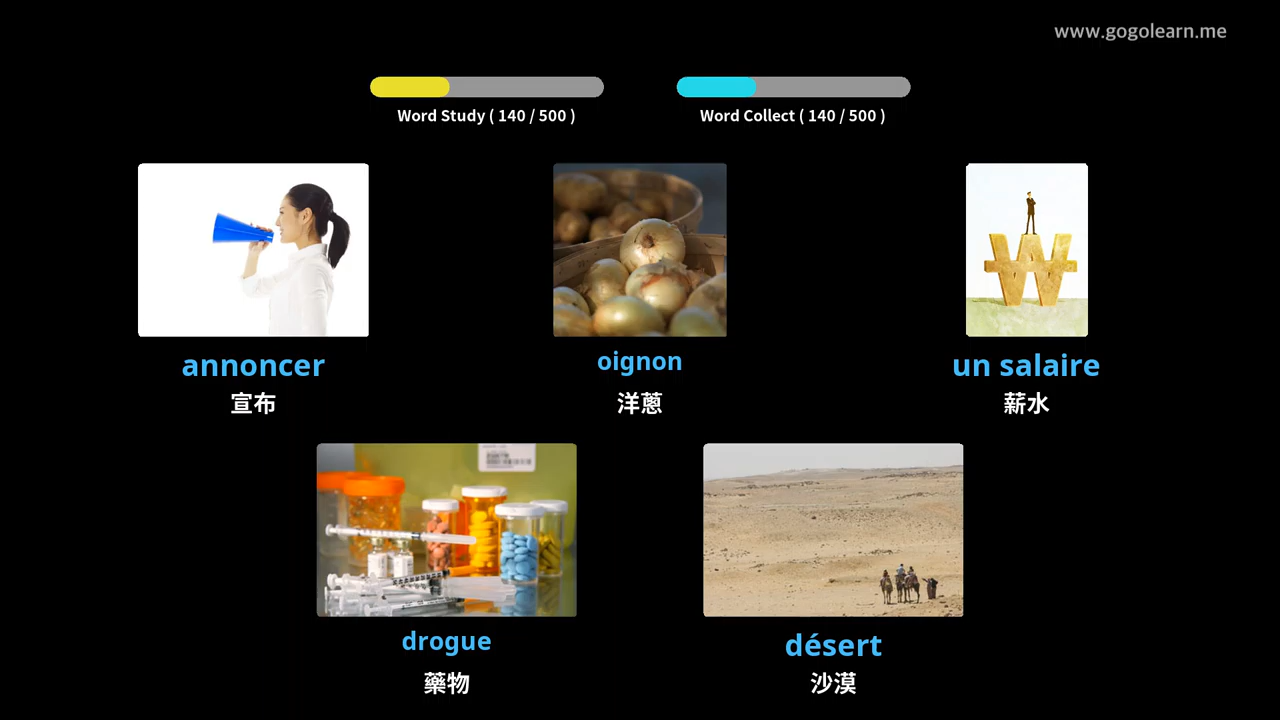 www.gogolearn.me
Word Study ( 140 / 500 )
Word Collect ( 140 / 500 )
annoncer
宣布
oignon
洋蔥
un salaire
薪水
drogue
藥物
désert
沙漠